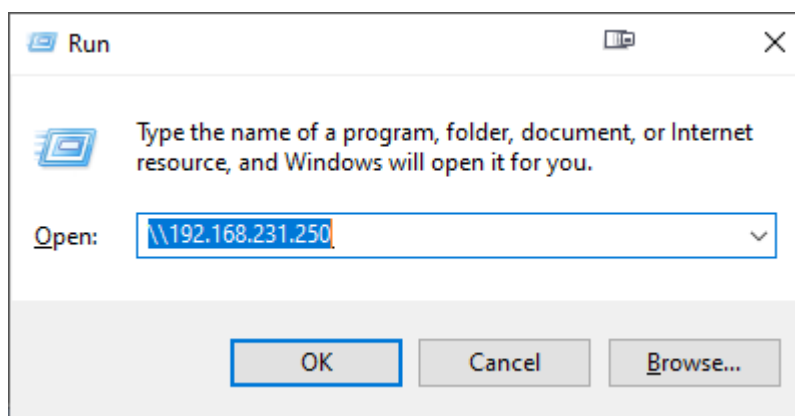 Run
Type the name of a program, folder, document, or Internet
resource, and Windows will open it for you.
Open: \\192.168.231.250
OK Cancel Browse...